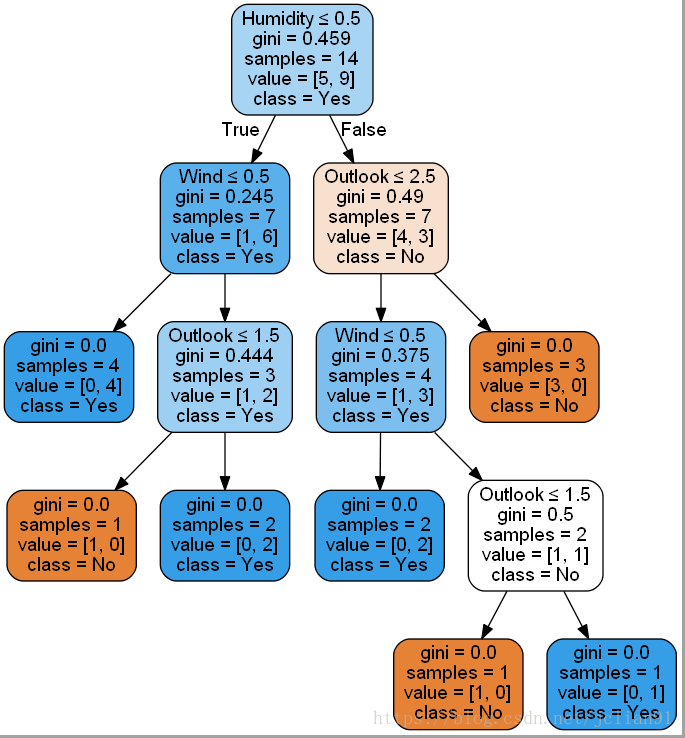 Humidity ≤ 0.5
gini = 0.459
samples = 14
value = [5, 9]
class = Yes
True
False
Wind ≤ 0.5
gini = 0.245
samples = 7
value = [1, 6]
class = Yes
Outlook ≤ 2.5
gini = 0.49
samples = 7
value = [4, 3]
class = No
gini = 0.0
samples = 4
value = [0, 4]
class = Yes
Outlook ≤ 1.5
gini = 0.444
samples = 3
value = [1, 2]
class = Yes
Wind ≤ 0.5
gini = 0.375
samples = 4
value = [1, 3]
class = Yes
gini = 0.0
samples = 3
value = [3, 0]
class = No
gini = 0.0
samples = 1
value = [1, 0]
class = No
gini = 0.0
samples = 2
value = [0, 2]
class = Yes
gini = 0.0
samples = 2
value = [0, 2]
class = Yes
Outlook ≤ 1.5
gini = 0.5
samples = 2
value = [1, 1]
class = No
gini = 0.0
samples = 1
value = [1, 0]
class = No
gini = 0.0
samples = 1
value = [0, 1]
class = Yes